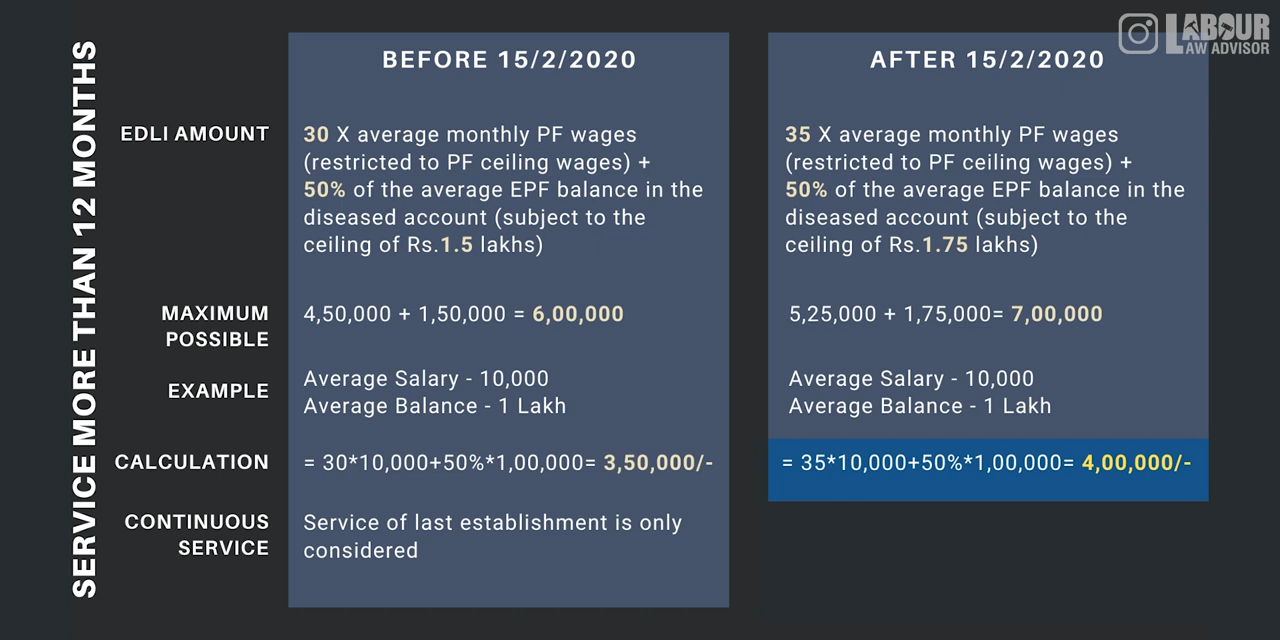 LABOUR
LAW ADVISOR
SERVICE MORE THAN 12 MONTHS
BEFORE 15/2/2020
AFTER 15/2/2020
EDLI AMOUNT
30 X average monthly PF wages
(restricted to PF ceiling wages) +
50% of the average EPF balance in the
diseased account (subject to the
ceiling of Rs.1.5 lakhs)
35 X average monthly PF wages
(restricted to PF ceiling wages) +
50% of the average EPF balance in the
diseased account (subject to the
ceiling of Rs.1.75 lakhs)
MAXIMUM
POSSIBLE
4,50,000 + 1,50,000 = 6,00,000
5,25,000 + 1,75,000= 7,00,000
EXAMPLE
Average Salary - 10,000
Average Balance - 1 Lakh
Average Salary - 10,000
Average Balance - 1 Lakh
CALCULATION
= 30*10,000+50%*1,00,000= 3,50,000/-
= 35*10,000+50%*1,00,000= 4,00,000/-
CONTINUOUS
SERVICE
Service of last establishment is only
considered